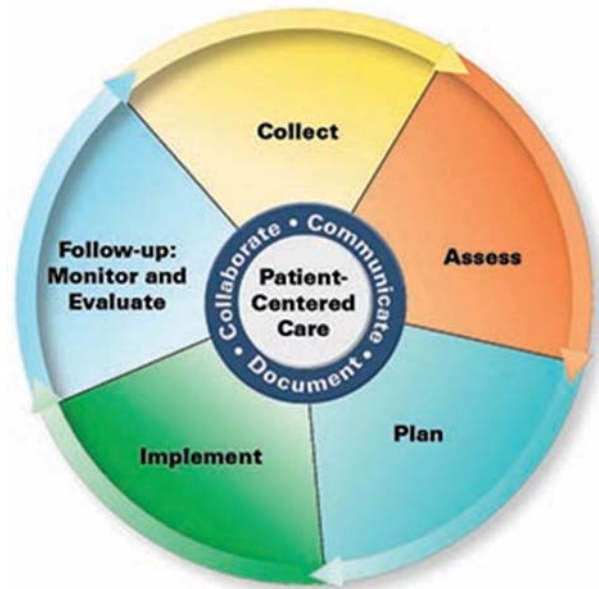 Collect
Assess
Plan
Implement
Follow-up:
Monitor and
Evaluate
Collaborate • Communicate • Document •
Patient-
Centered
Care